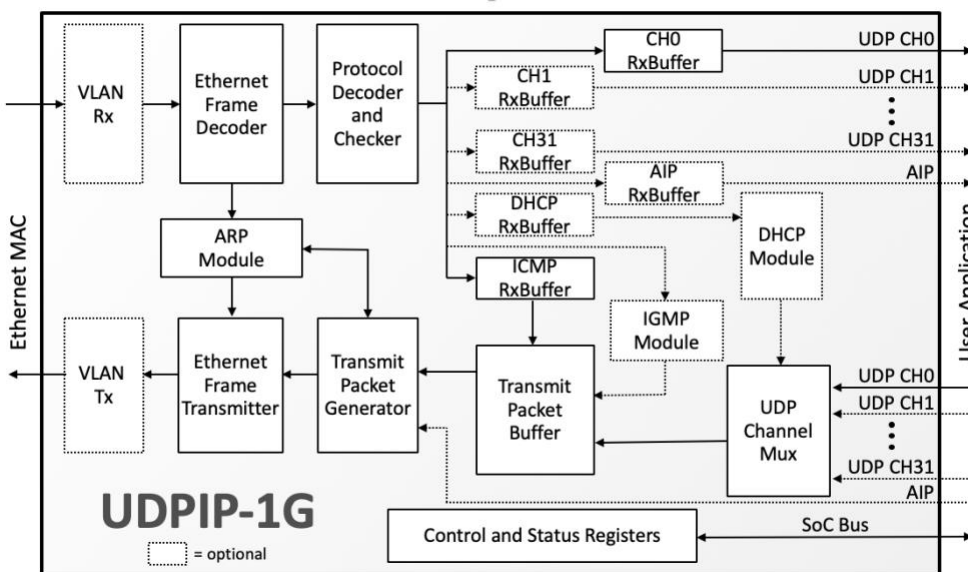 CH0
RxBuffer
UDP CH0
VLAN
Rx
Ethernet
Frame
Decoder
Protocol
Decoder
and
Checker
CH1
RxBuffer
UDP CH1
CH31
RxBuffer
UDP CH31
AIP
RxBuffer
AIP
DHCP
RxBuffer
DHCP
Module
ARP
Module
ICMP
RxBuffer
IGMP
Module
Ethernet MAC
User Application
VLAN
Tx
Ethernet
Frame
Transmitter
Transmit
Packet
Generator
Transmit
Packet
Buffer
UDP
Channel
Mux
UDP CH0
UDP CH1
UDP CH31
AIP
UDPIP-1G
= optional
Control and Status Registers
SoC Bus